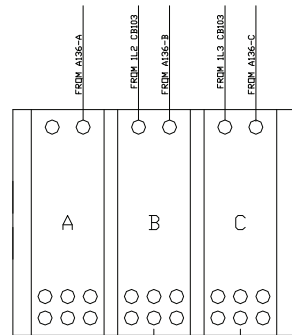 FROM A136-A
FROM 1L2 CB103
FROM A136-B
FROM 1L3 CB103
FROM A136-C
A
B
C